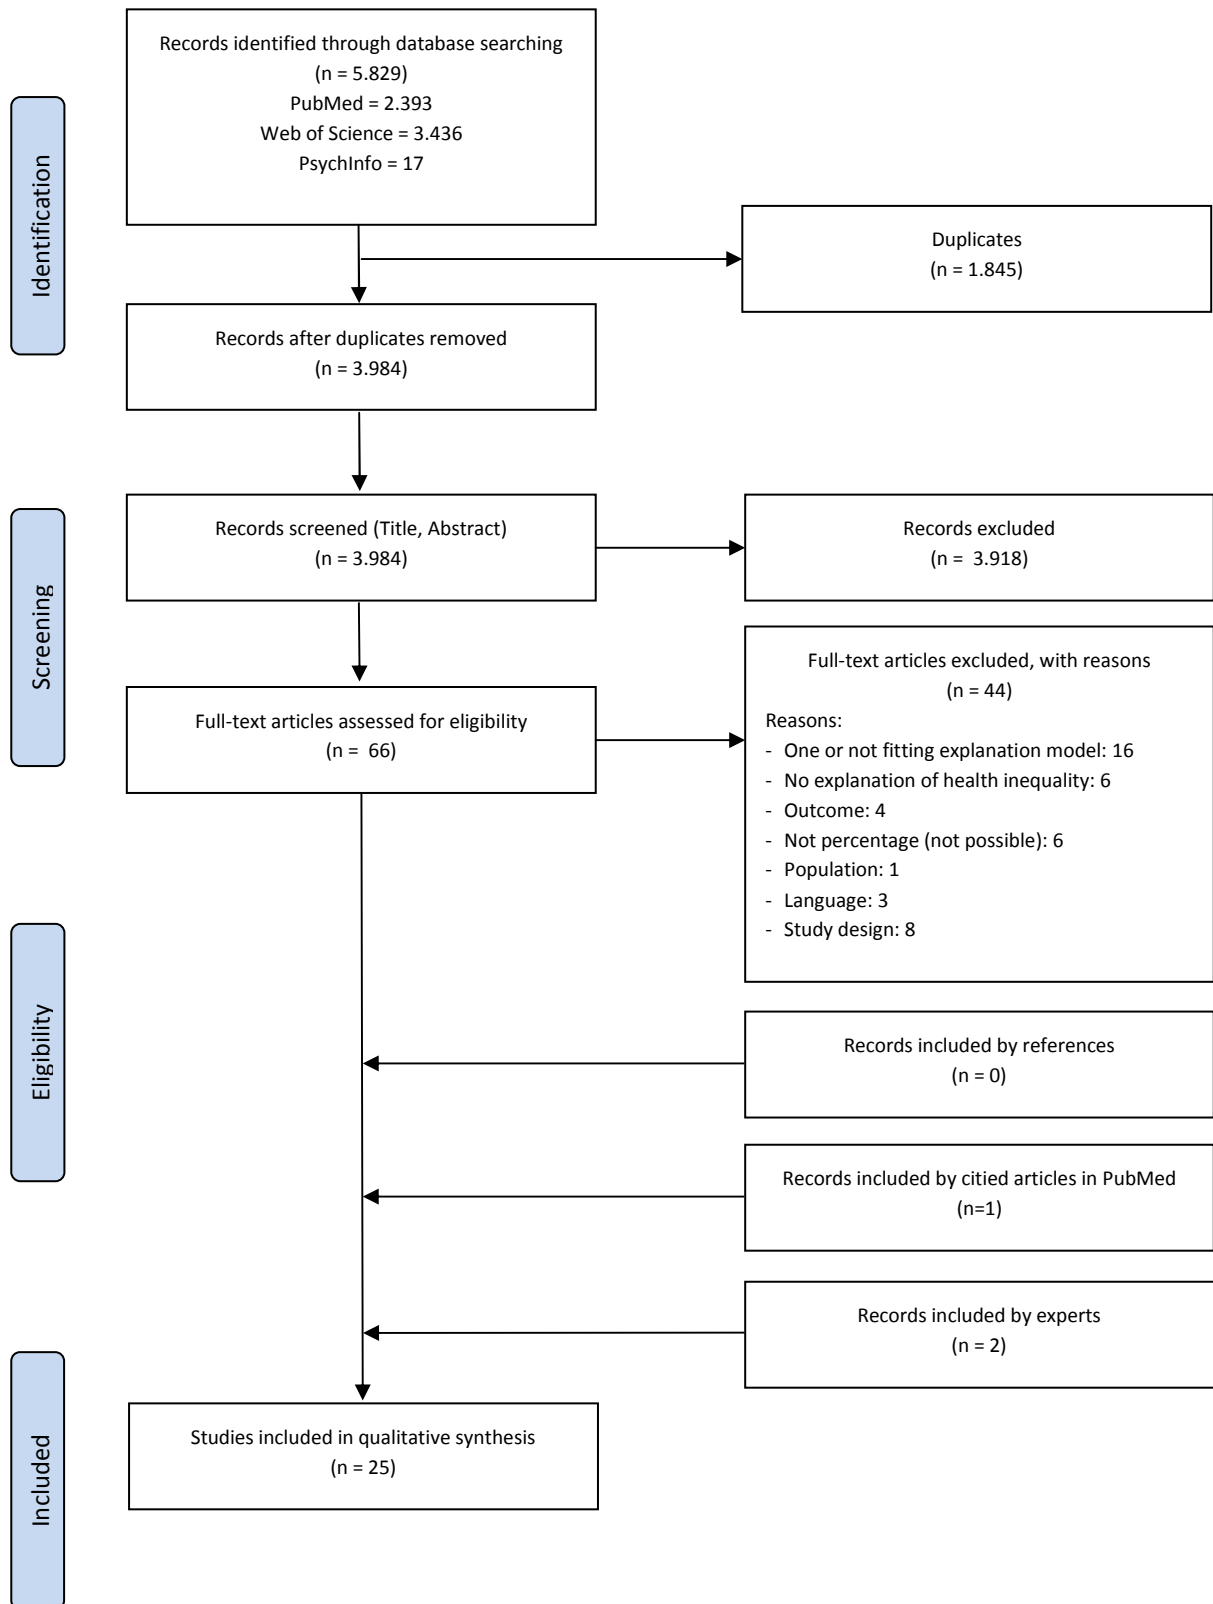 Identification
Records identified through database searching
(n = 5.829)
PubMed = 2.393
Web of Science = 3.436
PsychInfo = 17
Duplicates
(n = 1.845)
Records after duplicates removed
(n = 3.984)
Screening
Records screened (Title, Abstract)
(n = 3.984)
Records excluded
(n = 3.918)
Full-text articles assessed for eligibility
(n = 66)
Full-text articles excluded, with reasons
(n = 44)
Reasons:
- One or not fitting explanation model: 16
- No explanation of health inequality: 6
- Outcome: 4
- Not percentage (not possible): 6
- Population: 1
- Language: 3
- Study design: 8
Eligibility
Records included by references
(n = 0)
Records included by citied articles in PubMed
(n=1)
Records included by experts
(n = 2)
Included
Studies included in qualitative synthesis
(n = 25)